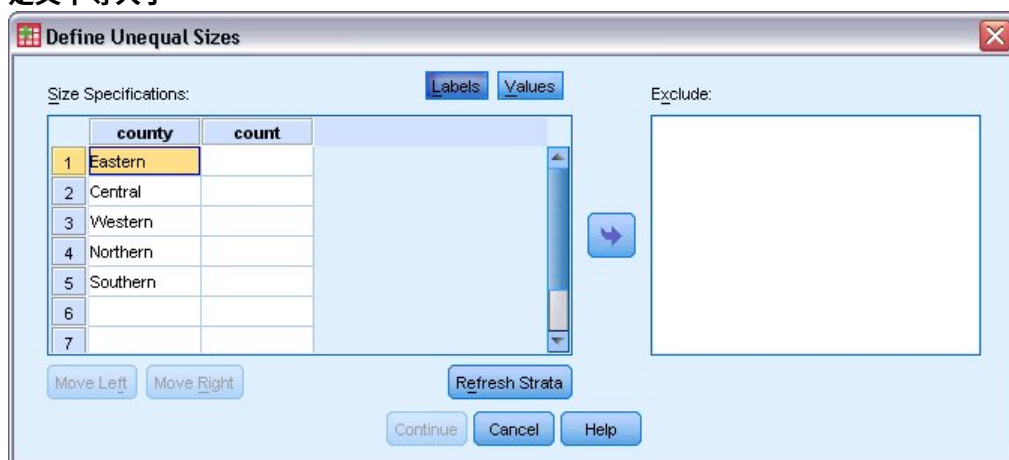 Define Unequal Sizes
Size Specifications:
Labels
Values
Exclude:
county
count
1 Eastern
2 Central
3 Western
4 Northern
5 Southern
6
7
Move Left
Move Right
Refresh Strata
Continue
Cancel
Help